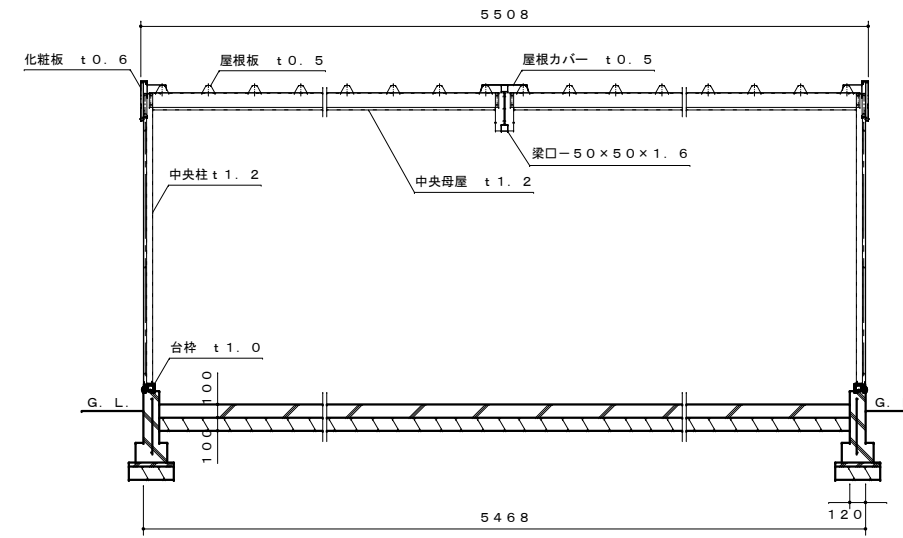 5508
化粧板 t0.6
屋根板 t0.5
屋根カバー t0.5
梁口−50×50×1.6
中央柱t1.2
中央母屋 t1.2
台枠 t1.0
100
G.L.
G.
100
5468
120